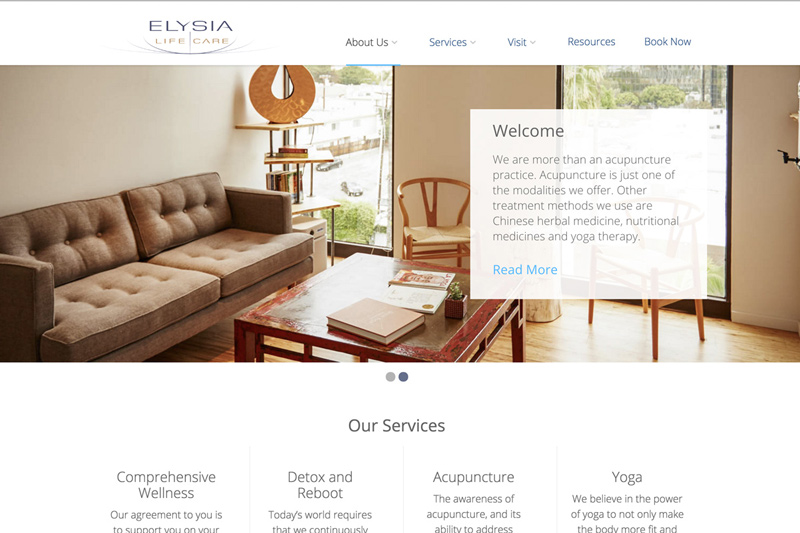 ELYSIA
LIFE CARE
About Us
Services
Visit
Resources
Book Now
Welcome
We are more than an acupuncture
practice. Acupuncture is just one of
the modalities we offer. Other
treatment methods we use are
Chinese herbal medicine, nutritional
medicines and yoga therapy.
Read More
Our Services
Comprehensive
Wellness
Our agreement to you is
to support you on your
Detox and
Reboot
Today's world requires
that we continuously
Acupuncture
The awareness of
acupuncture, and its
ability to address
Yoga
We believe in the power
of yoga to not only make
the body more fit and